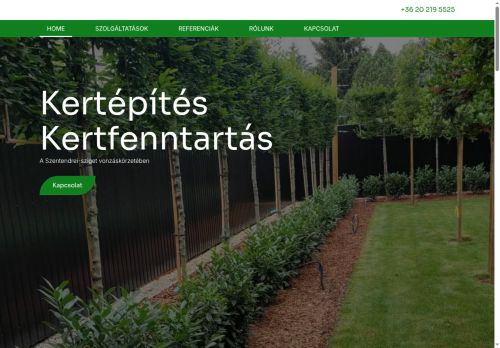 +36 20 219 5525
HOME SZOLGÁLTATÁSOK REFERENCIÁK RÓLUNK KAPCSOLAT
Kertépítés
Kertfenntartás
A Szentendrei-sziget vonzáskörzetében
Kapcsolat